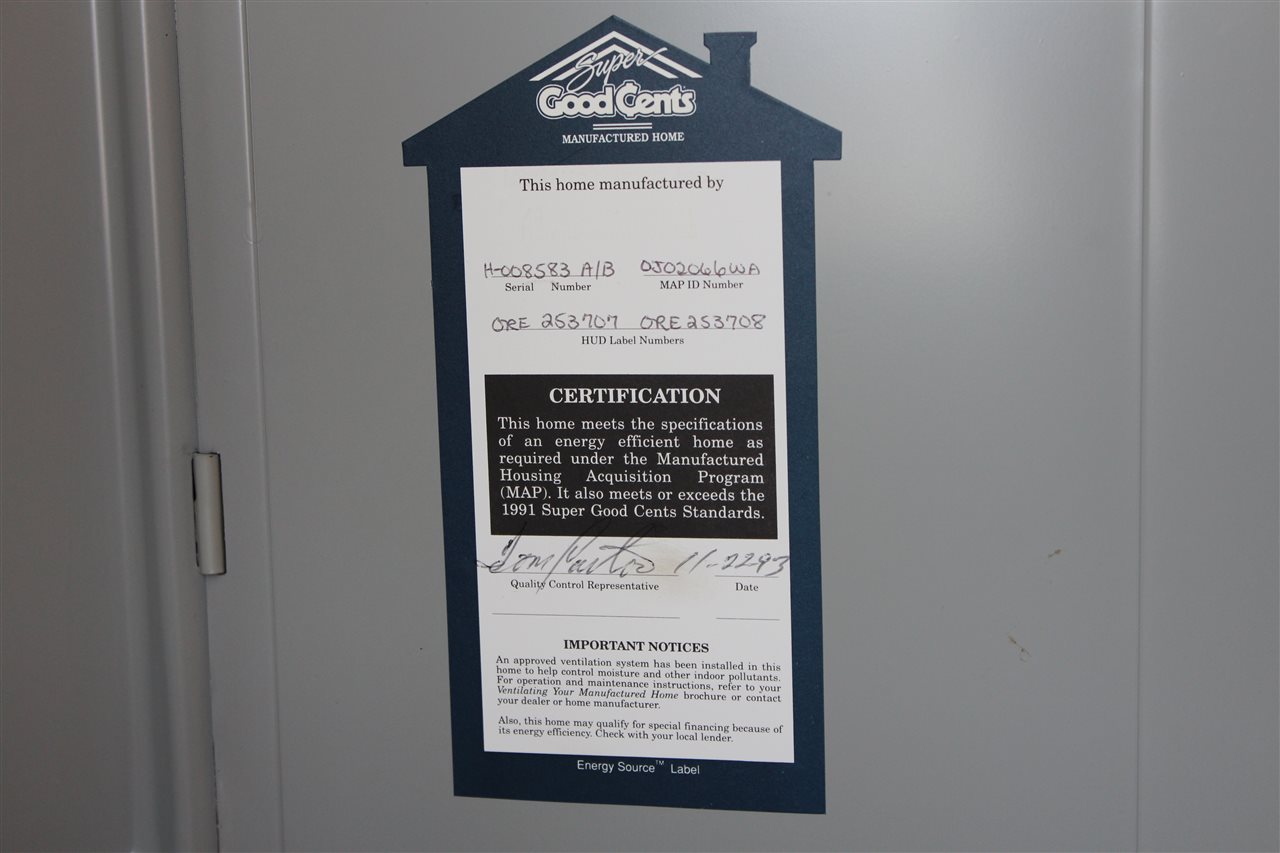 Super
Good Cents
MANUFACTURED HOME
This home manufactured by
H-008583 A/B OJ02066WA
Serial Number MAP ID Number
ORE 253707 ORE 253708
HUD Label Numbers
CERTIFICATION
This home meets the specifications
of an energy efficient home as
required under the Manufactured
Housing Acquisition Program
(MAP). It also meets or exceeds the
1991 Super Good Cents Standards.
11-22-93
Quality Control Representative Date
IMPORTANT NOTICES
An approved ventilation system has been installed in this
home to help control moisture and other indoor pollutants.
For operation and maintenance instructions, refer to your
Ventilating Your Manufactured Home brochure or contact
your dealer or home manufacturer.
Also, this home may qualify for special financing because of
its energy efficiency. Check with your local lender.
Energy Source™ Label